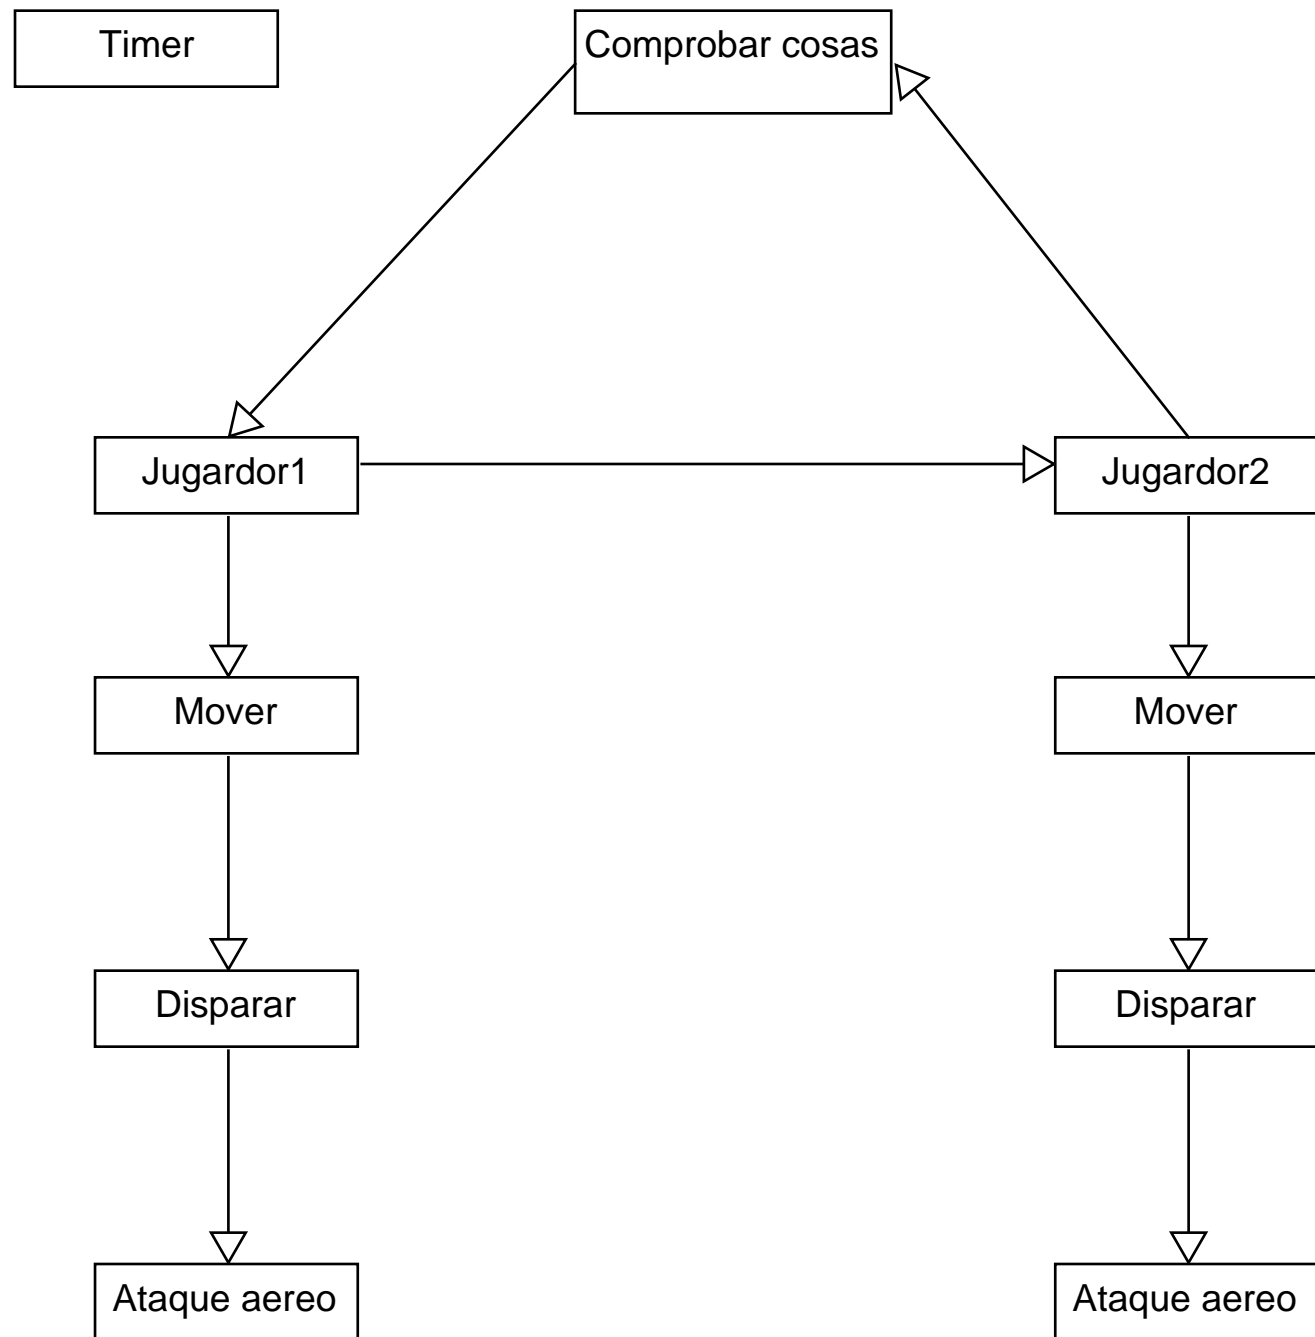 Timer
Comprobar cosas
Jugardor1
Jugardor2
Mover
Mover
Disparar
Disparar
Ataque aereo
Ataque aereo